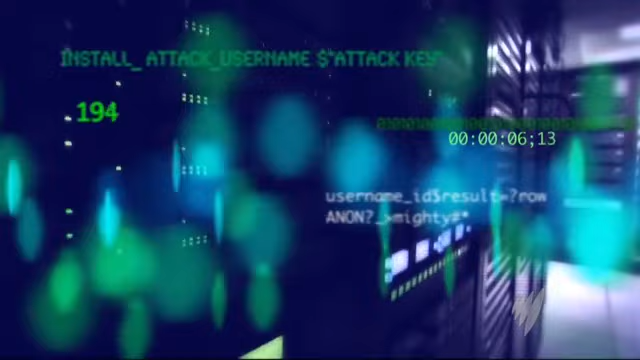 INSTALL_ATTACK_USERNAME $"ATTACK KEY"
194
00:00:06;13
username_id$result=?row
ANON?_>mighty#*